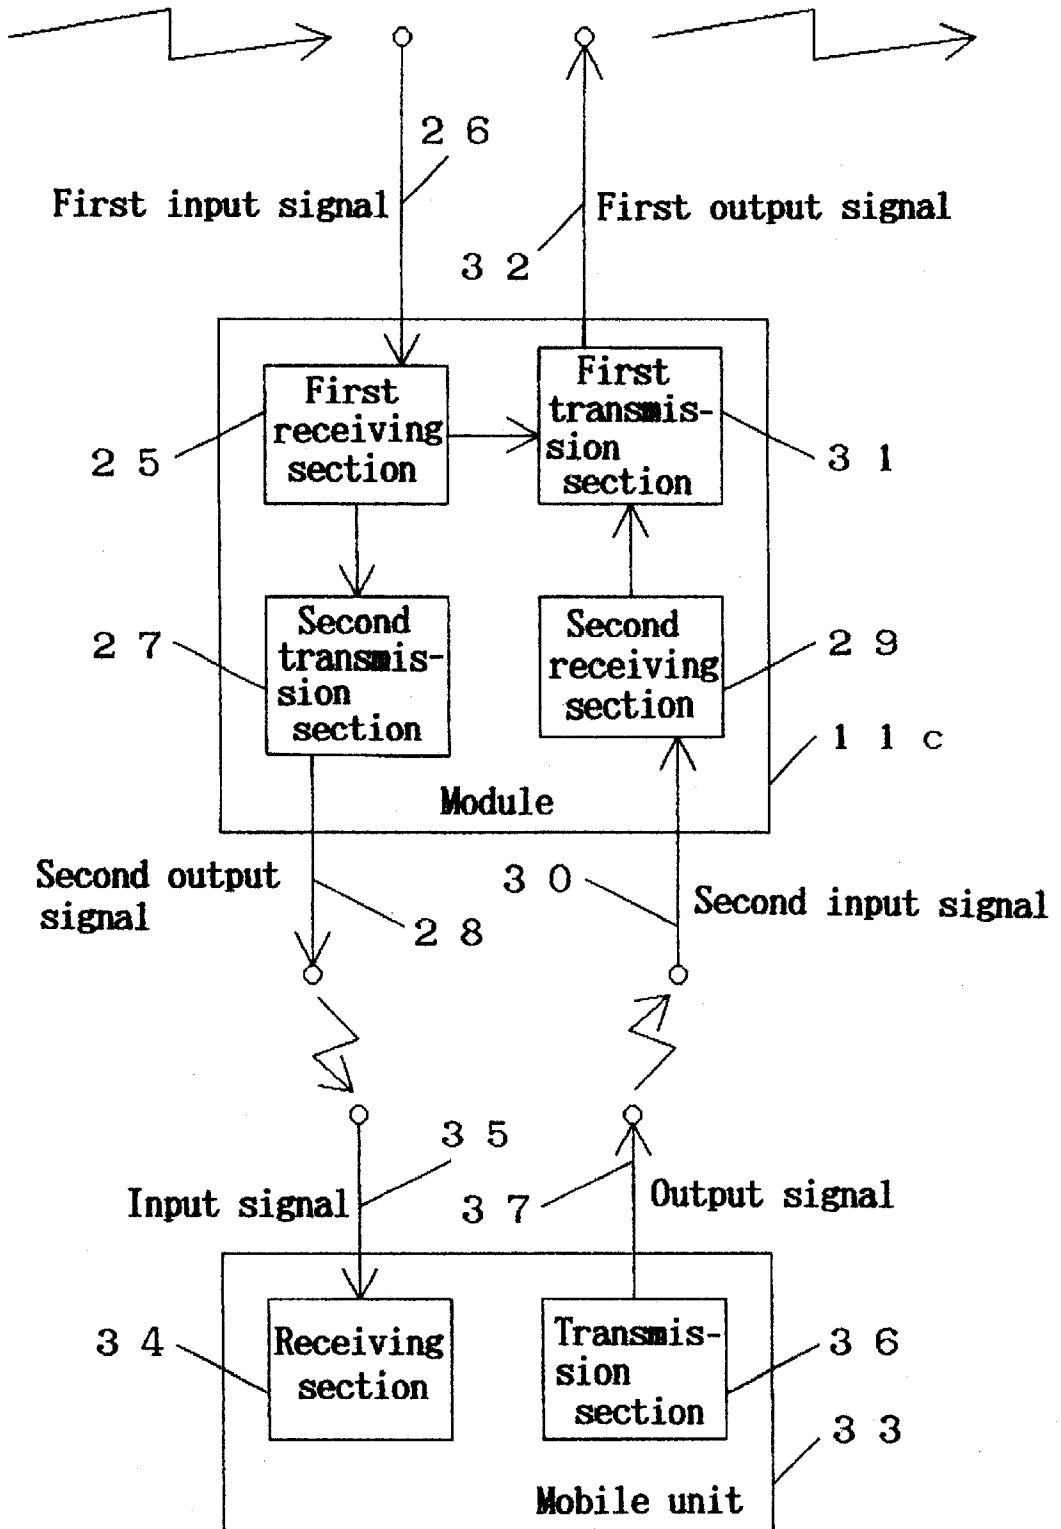 2 6
First input signal
First output signal
3 2
First
receiving
section
First
transmis-
sion
section
2 5
3 1
Second
transmis-
sion
section
Second
receiving
section
2 7
2 9
1 1 c
Module
Second output
signal
2 8
3 0
Second input signal
3 5
Input signal
3 7
Output signal
3 4
Receiving
section
Transmis-
sion
section
3 6
3 3
Mobile unit